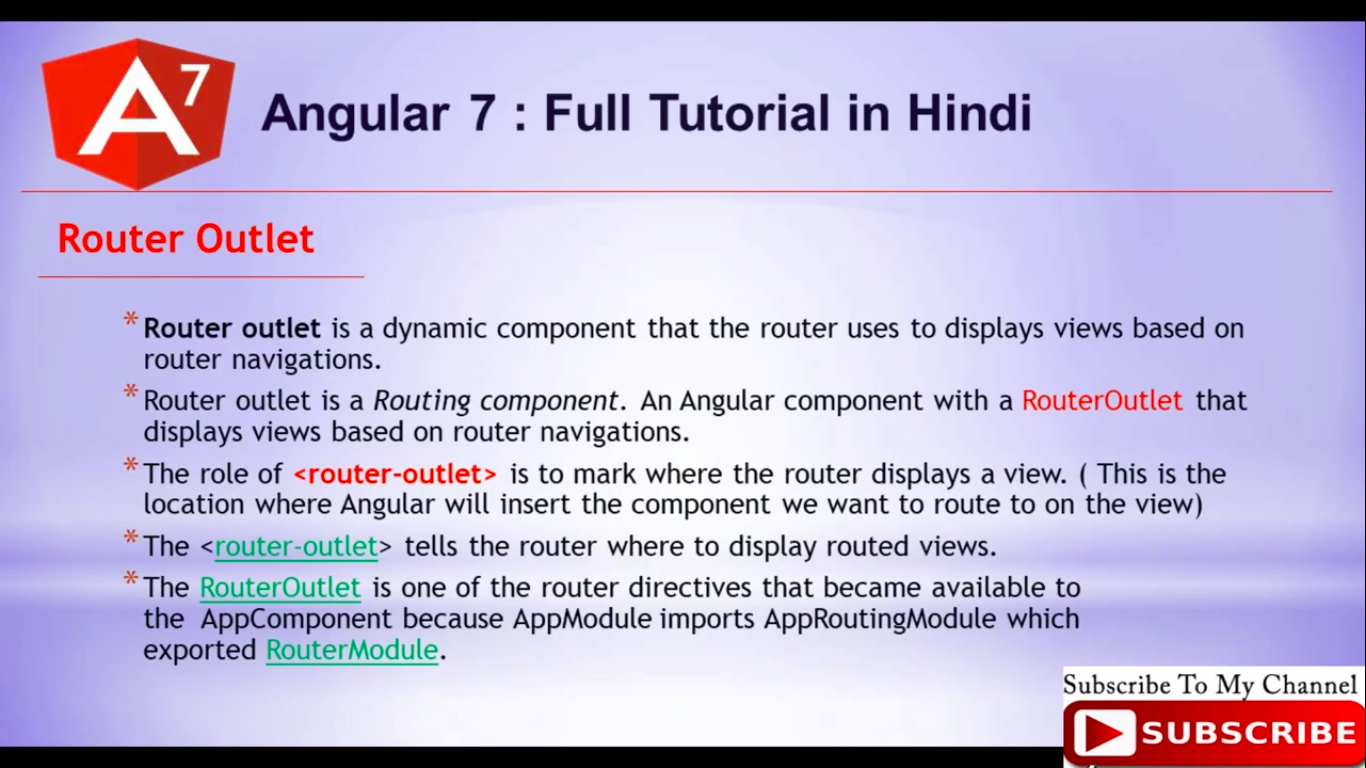 A7
Angular 7 : Full Tutorial in Hindi
Router Outlet
* Router outlet is a dynamic component that the router uses to displays views based on
router navigations.
* Router outlet is a Routing component. An Angular component with a RouterOutlet that
displays views based on router navigations.
* The role of <router-outlet> is to mark where the router displays a view. ( This is the
location where Angular will insert the component we want to route to on the view)
* The <router-outlet> tells the router where to display routed views.
* The RouterOutlet is one of the router directives that became available to
the AppComponent because AppModule imports AppRoutingModule which
exported RouterModule.
Subscribe To My Channel
SUBSCRIBE